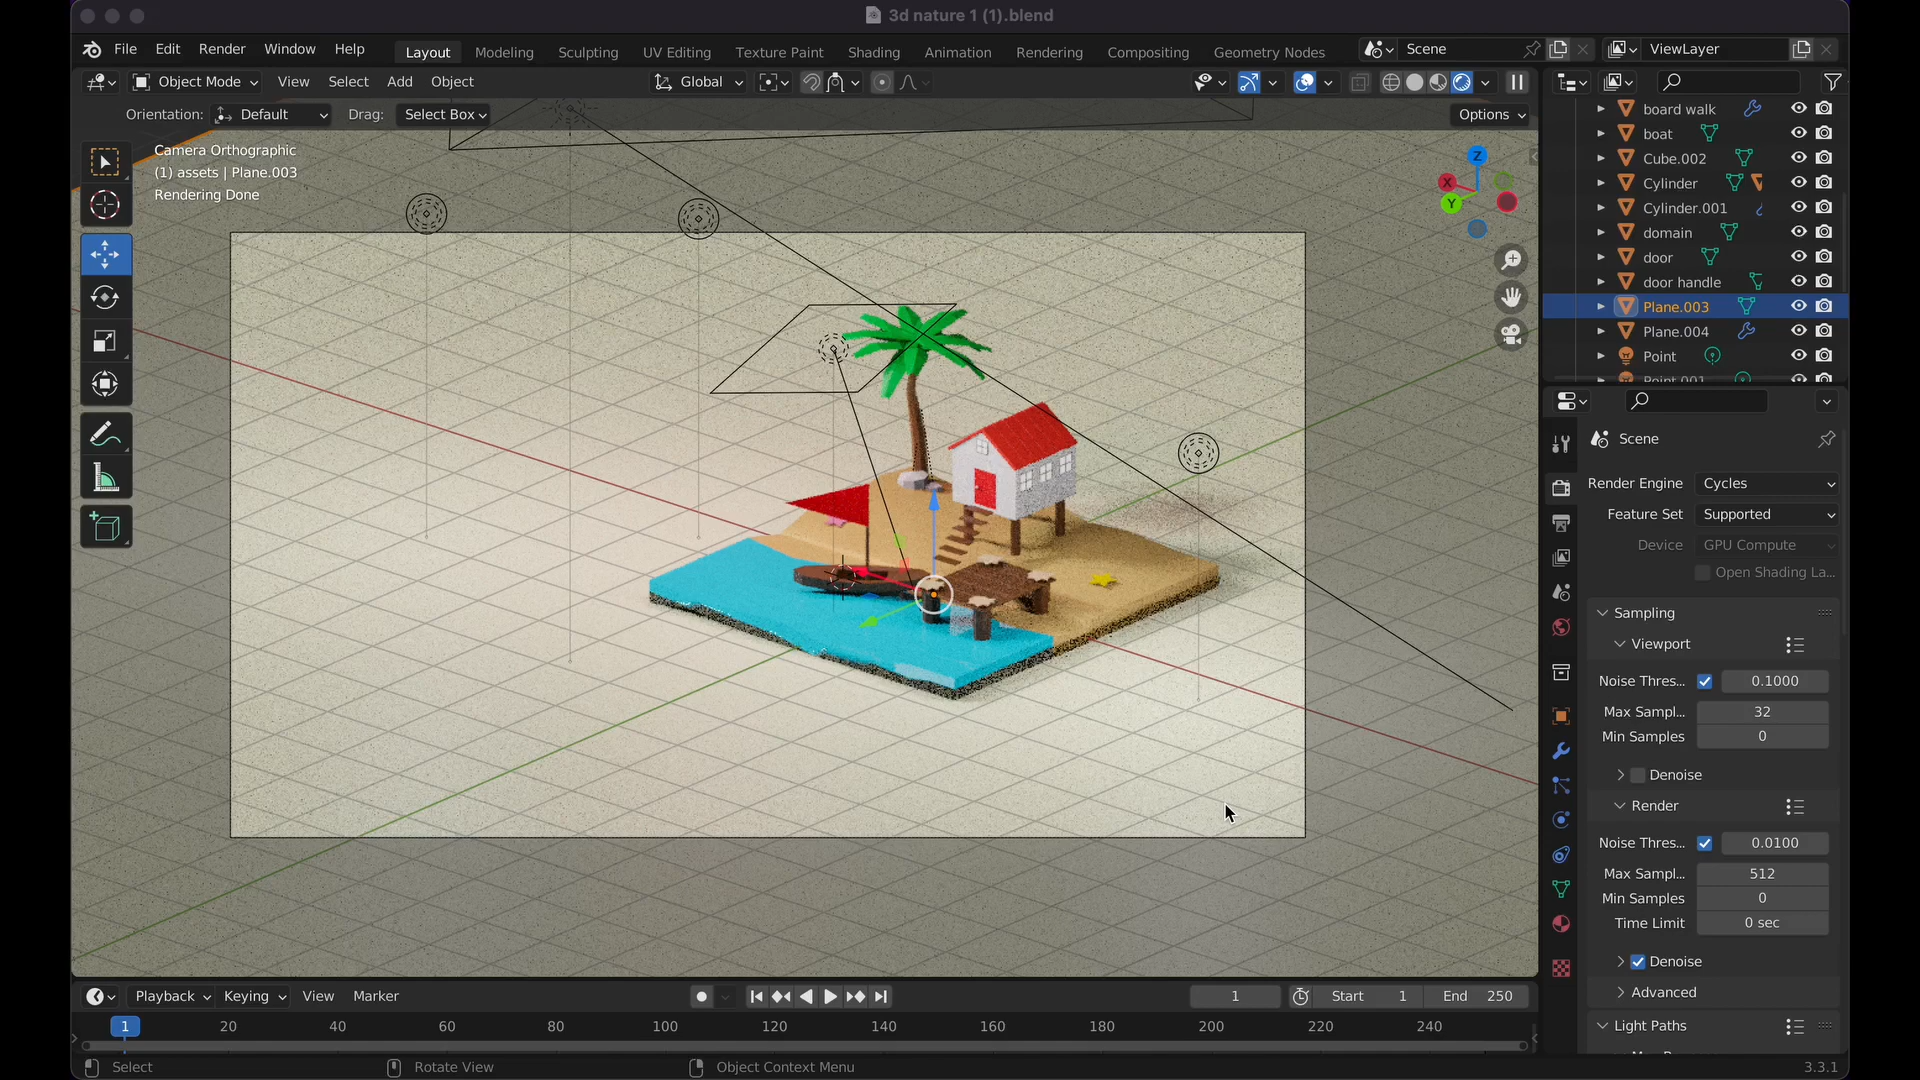 3d nature 1 (1).blend
File Edit Render Window Help Layout Modeling Sculpting UV Editing Texture Paint Shading Animation Rendering Compositing Geometry Nodes Scene ViewLayer
Object Mode View Select Add Object Global
Orientation: Default Drag: Select Box Options
Camera Orthographic
(1) assets | Plane.003
Rendering Done
Z
X
Y
board walk
boat
Cube.002
Cylinder
Cylinder.001
domain
door
door handle
Plane.003
Plane.004
Point
Point.001
Scene
Render Engine Cycles
Feature Set Supported
Device GPU Compute
Open Shading La...
Sampling
Viewport
Noise Thres... 0.1000
Max Sampl... 32
Min Samples 0
Denoise
Render
Noise Thres... 0.0100
Max Sampl... 512
Min Samples 0
Time Limit 0 sec
Denoise
Advanced
Light Paths
Playback Keying View Marker 1 Start 1 End 250
1 20 40 60 80 100 120 140 160 180 200 220 240
Select Rotate View Object Context Menu 3.3.1